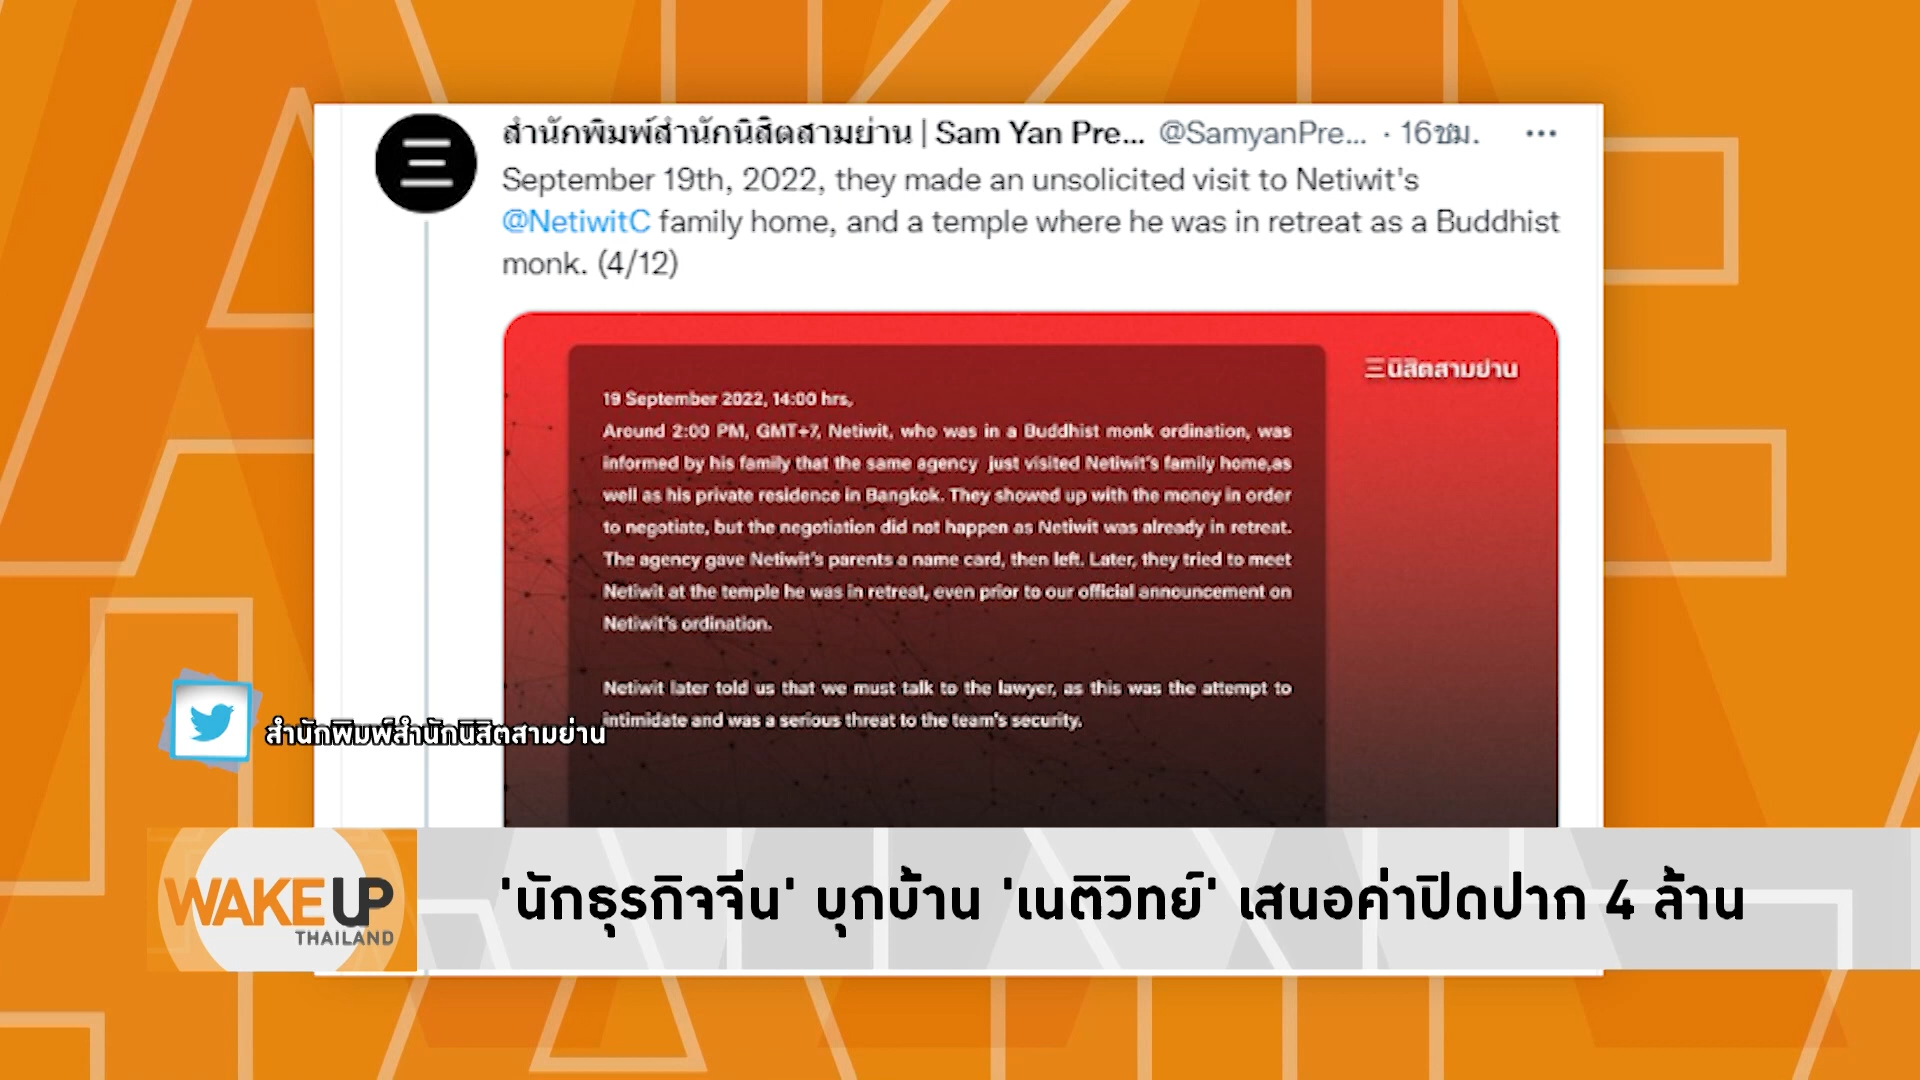 สำนักพิมพ์สำนักนิสิตสามย่าน | Sam Yan Pre... @SamyanPre... · 16ชม. ...
September 19th, 2022, they made an unsolicited visit to Netiwit's
@NetiwitC family home, and a temple where he was in retreat as a Buddhist
monk. (4/12)
三นิสิตสามย่าน
19 September 2022, 14:00 hrs,
Around 2:00 PM, GMT+7, Netiwit, who was in a Buddhist monk ordination, was
informed by his family that the same agency just visited Netiwit's family home,as
well as his private residence in Bangkok. They showed up with the money in order
to negotiate, but the negotiation did not happen as Netiwit was already in retreat.
The agency gave Netiwit's parents a name card, then left. Later, they tried to meet
Netiwit at the temple he was in retreat, even prior to our official announcement on
Netiwit's ordination.
Netiwit later told us that we must talk to the lawyer, as this was the attempt to
intimidate and was a serious threat to the team's security.
สำนักพิมพ์สำนักนิสิตสามย่าน
WAKE UP
THAILAND
'นักธุรกิจจีน' บุกบ้าน 'เนติวิทย์' เสนอค่าปิดปาก 4 ล้าน